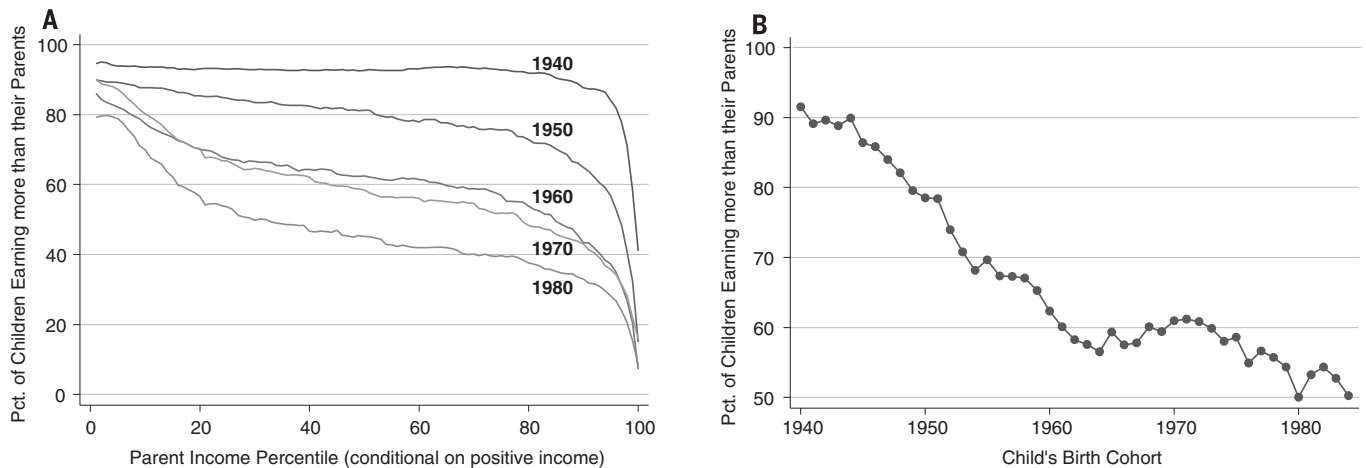 A
Pct. of Children Earning more than their Parents
100
80
60
40
20
0
1940
1950
1960
1970
1980
0 20 40 60 80 100
Parent Income Percentile (conditional on positive income)
B
Pct. of Children Earning more than their Parents
100
90
80
70
60
50
1940 1950 1960 1970 1980
Child's Birth Cohort